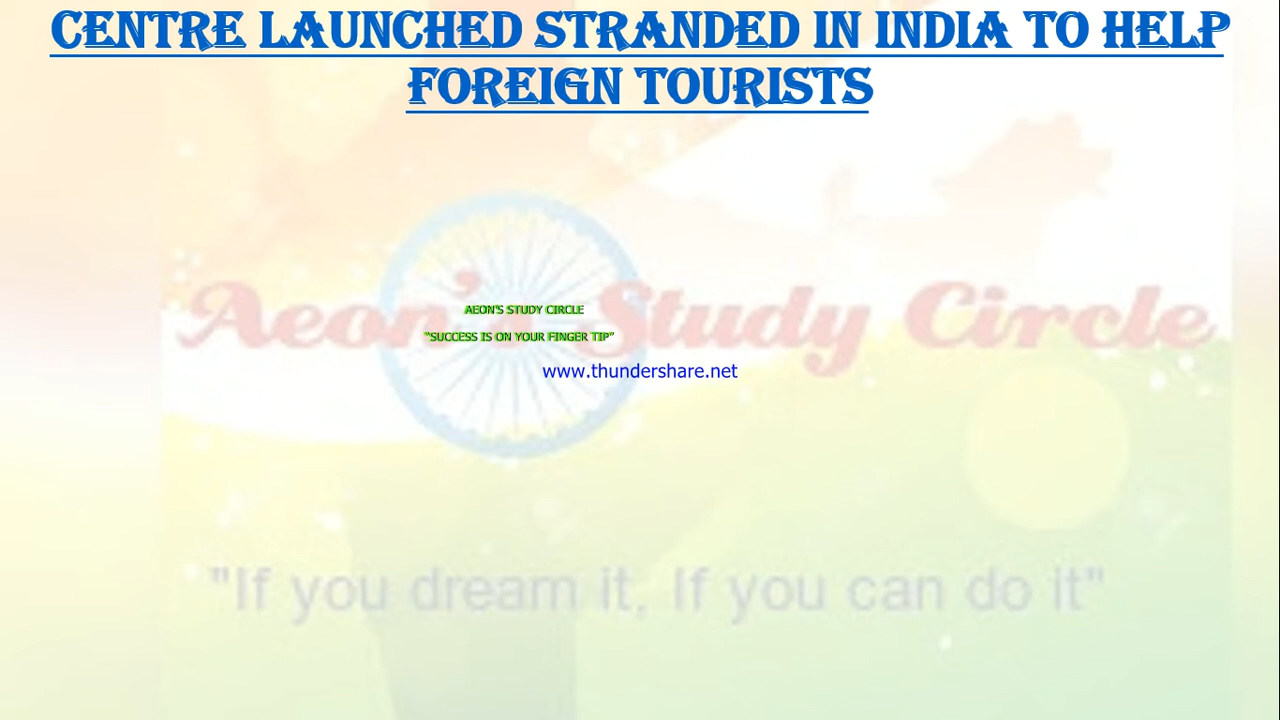 CENTRE LAUNCHED STRANDED IN INDIA TO HELP
FOREIGN TOURISTS
Aeon's Study Circle
AEON'S STUDY CIRCLE
"SUCCESS IS ON YOUR FINGER TIP"
www.thundershare.net
"If you dream it, If you can do it"